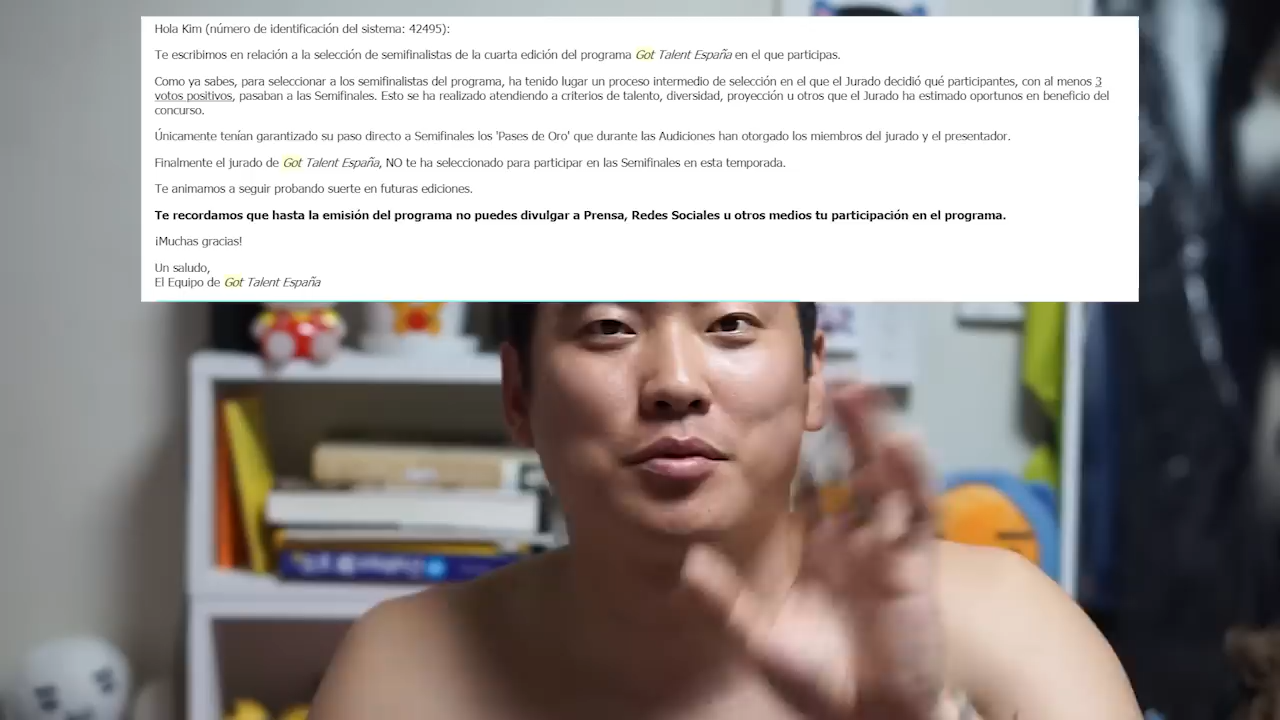 Hola Kim (número de identificación del sistema: 42495):
Te escribimos en relación a la selección de semifinalistas de la cuarta edición del programa Got Talent España en el que participas.
Como ya sabes, para seleccionar a los semifinalistas del programa, ha tenido lugar un proceso intermedio de selección en el que el Jurado decidió qué participantes, con al menos 3
votos positivos, pasaban a las Semifinales. Esto se ha realizado atendiendo a criterios de talento, diversidad, proyección u otros que el Jurado ha estimado oportunos en beneficio del
concurso.
Únicamente tenían garantizado su paso directo a Semifinales los 'Pases de Oro' que durante las Audiciones han otorgado los miembros del jurado y el presentador.
Finalmente el jurado de Got Talent España, NO te ha seleccionado para participar en las Semifinales en esta temporada.
Te animamos a seguir probando suerte en futuras ediciones.
Te recordamos que hasta la emisión del programa no puedes divulgar a Prensa, Redes Sociales u otros medios tu participación en el programa.
¡Muchas gracias!
Un saludo,
El Equipo de Got Talent España